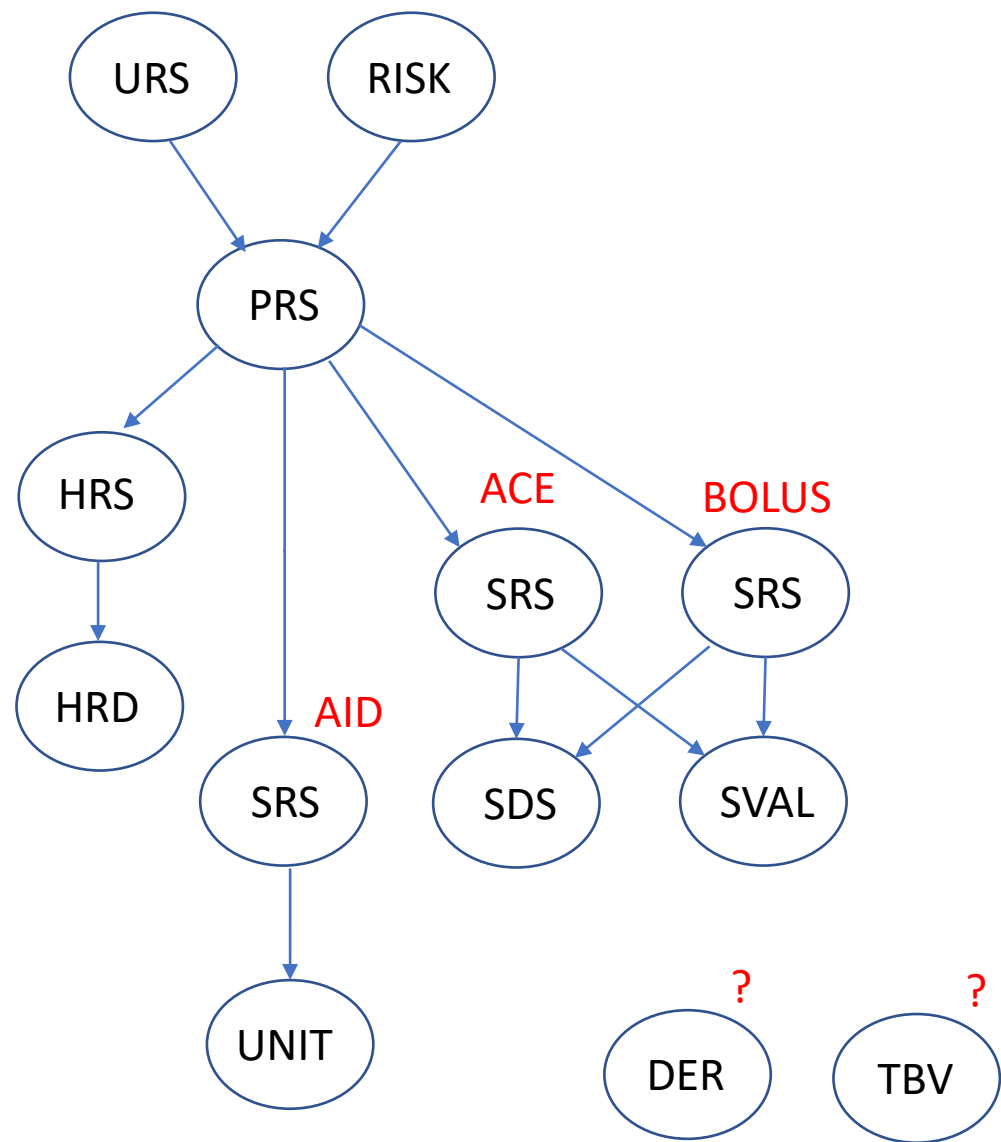 URS
RISK
PRS
HRS
ACE
BOLUS
SRS
SRS
HRD
AID
SRS
SDS
SVAL
UNIT
?
?
DER
TBV